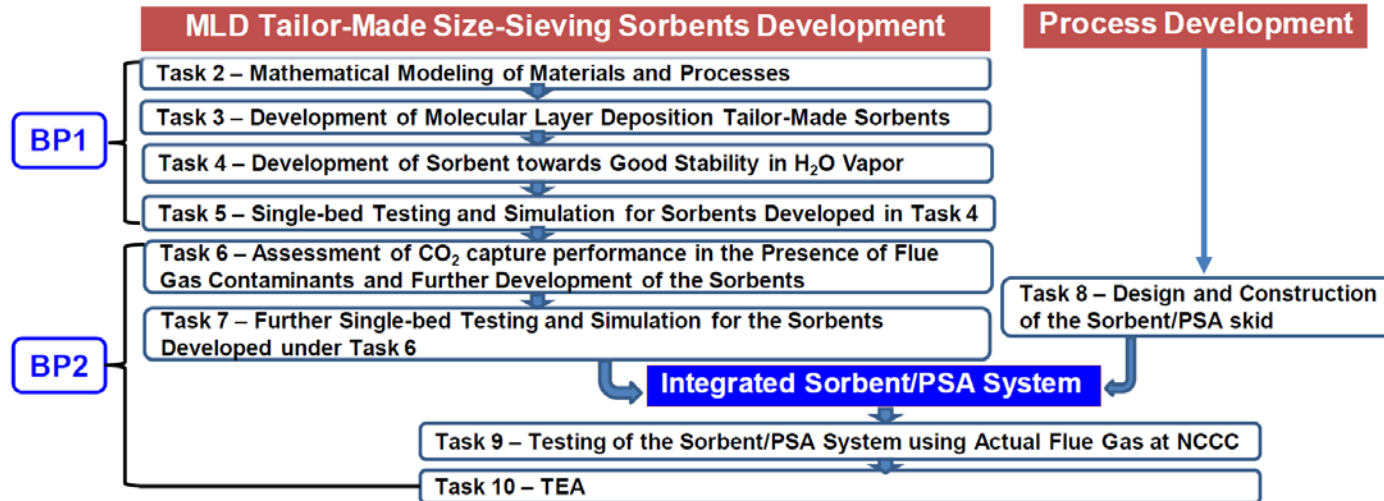 MLD Tailor-Made Size-Sieving Sorbents Development
Process Development
BP1
Task 2 – Mathematical Modeling of Materials and Processes
Task 3 – Development of Molecular Layer Deposition Tailor-Made Sorbents
Task 4 – Development of Sorbent towards Good Stability in H₂O Vapor
Task 5 – Single-bed Testing and Simulation for Sorbents Developed in Task 4
BP2
Task 6 – Assessment of CO₂ capture performance in the Presence of Flue
Gas Contaminants and Further Development of the Sorbents
Task 7 – Further Single-bed Testing and Simulation for the Sorbents
Developed under Task 6
Task 8 – Design and Construction
of the Sorbent/PSA skid
Integrated Sorbent/PSA System
Task 9 – Testing of the Sorbent/PSA System using Actual Flue Gas at NCCC
Task 10 – TEA